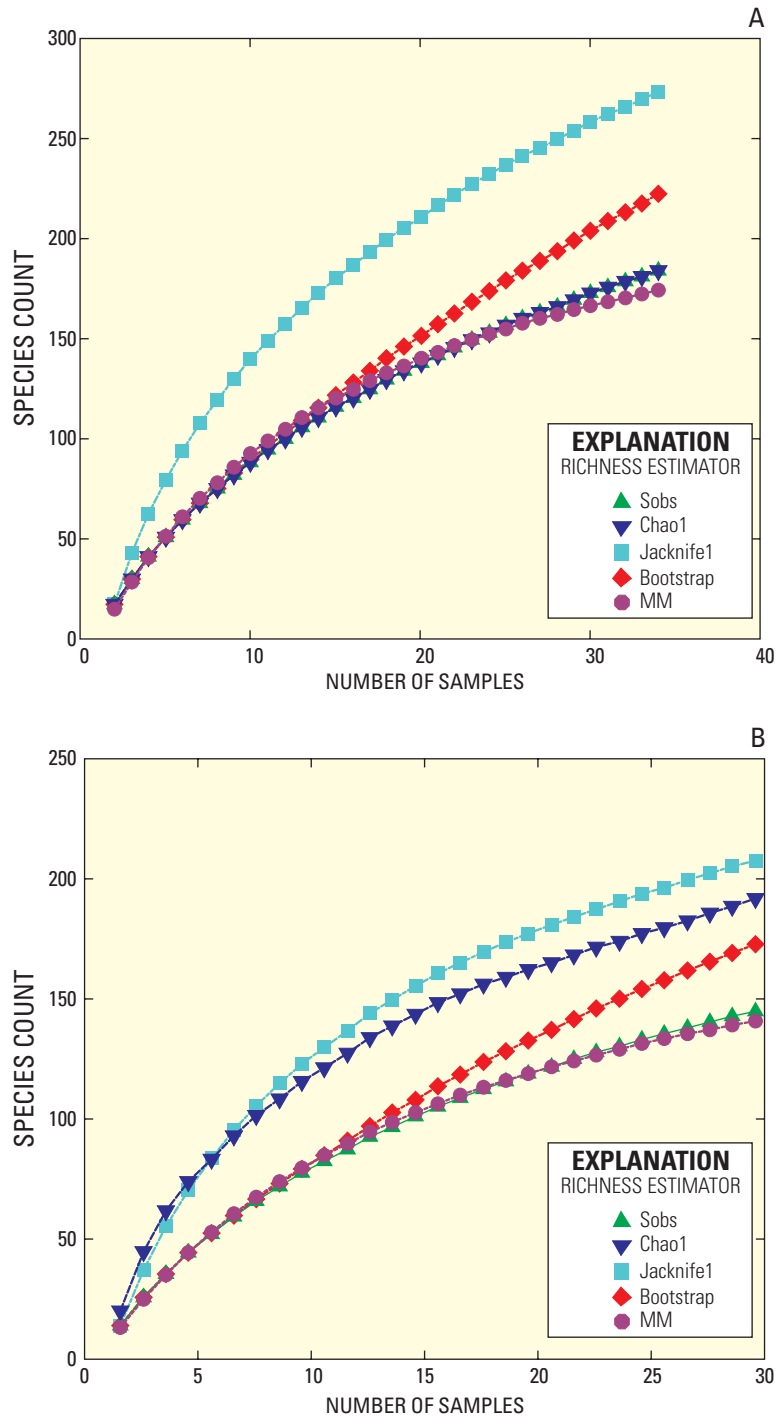 A
300
250
200
150
100
50
0
SPECIES COUNT
0 10 20 30 40
NUMBER OF SAMPLES
EXPLANATION
RICHNESS ESTIMATOR
Sobs
Chao1
Jacknife1
Bootstrap
MM
B
250
200
150
100
50
0
SPECIES COUNT
0 5 10 15 20 25 30
NUMBER OF SAMPLES
EXPLANATION
RICHNESS ESTIMATOR
Sobs
Chao1
Jacknife1
Bootstrap
MM